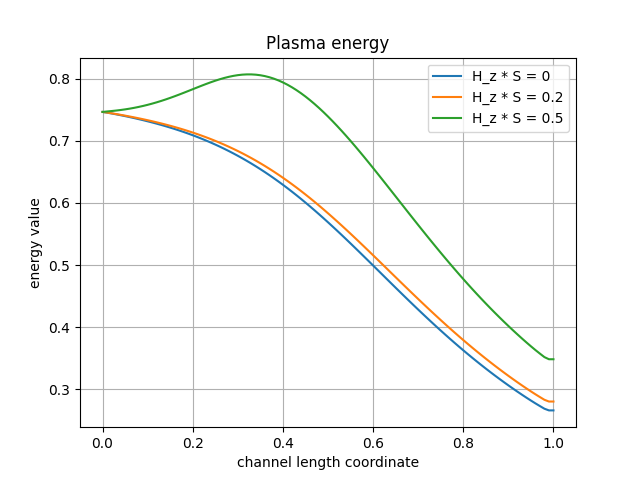 Plasma energy
H_z * S = 0
H_z * S = 0.2
H_z * S = 0.5
energy value
0.8
0.7
0.6
0.5
0.4
0.3
0.0 0.2 0.4 0.6 0.8 1.0
channel length coordinate